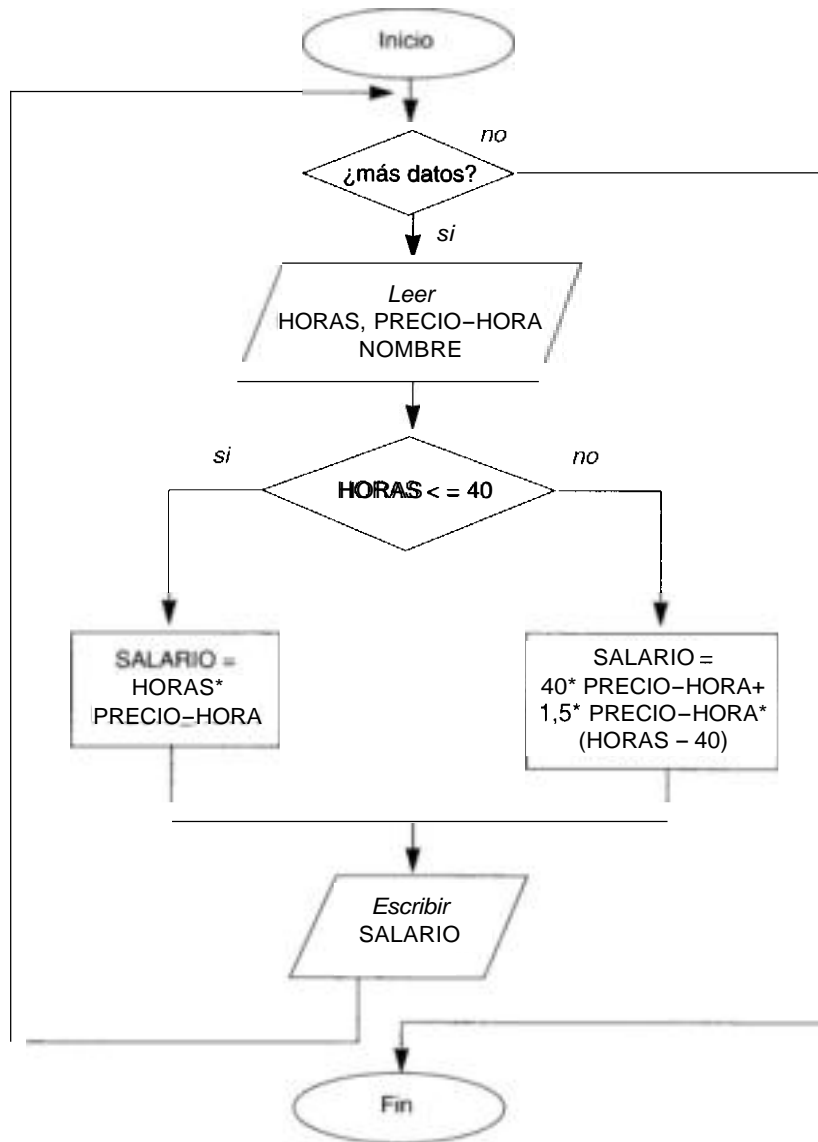 Inicio
no
¿más datos?
si
Leer
HORAS, PRECIO-HORA
NOMBRE
si
no
HORAS < = 40
SALARIO =
HORAS*
PRECIO-HORA
SALARIO =
40* PRECIO-HORA+
1,5* PRECIO-HORA*
(HORAS - 40)
Escribir
SALARIO
Fin